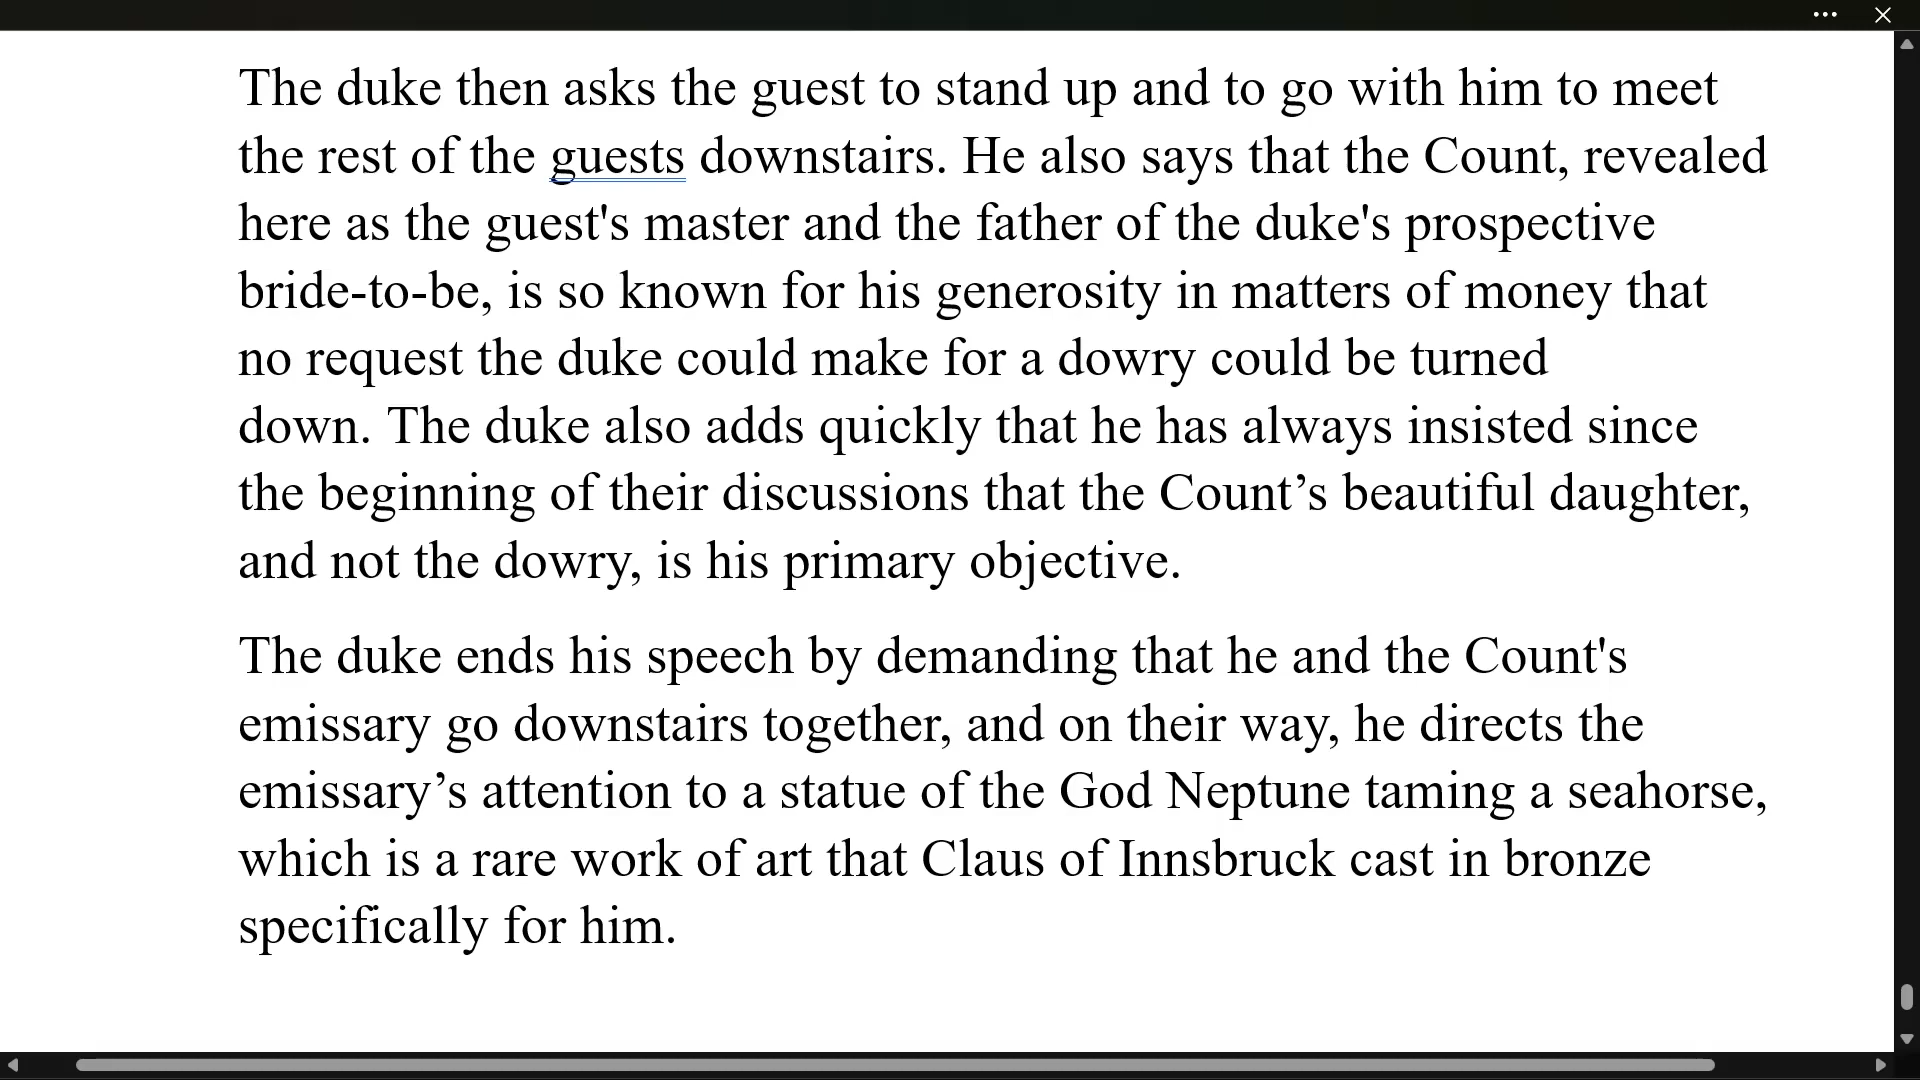 The duke then asks the guest to stand up and to go with him to meet
the rest of the guests downstairs. He also says that the Count, revealed
here as the guest's master and the father of the duke's prospective
bride-to-be, is so known for his generosity in matters of money that
no request the duke could make for a dowry could be turned
down. The duke also adds quickly that he has always insisted since
the beginning of their discussions that the Count’s beautiful daughter,
and not the dowry, is his primary objective.
The duke ends his speech by demanding that he and the Count's
emissary go downstairs together, and on their way, he directs the
emissary’s attention to a statue of the God Neptune taming a seahorse,
which is a rare work of art that Claus of Innsbruck cast in bronze
specifically for him.